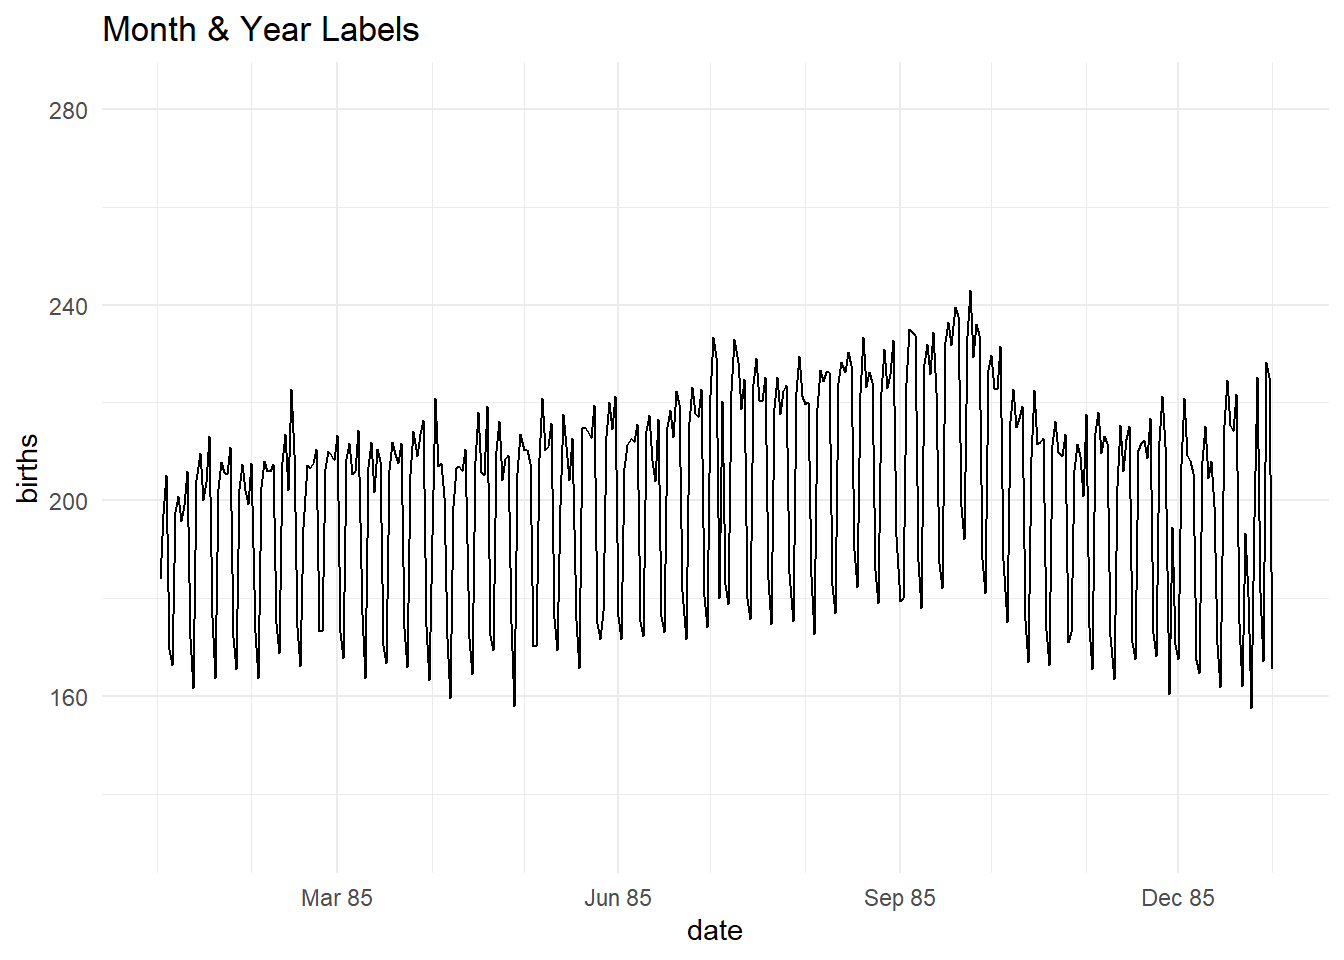 Month & Year Labels
280
240
200
160
births
Mar 85
Jun 85
Sep 85
Dec 85
date